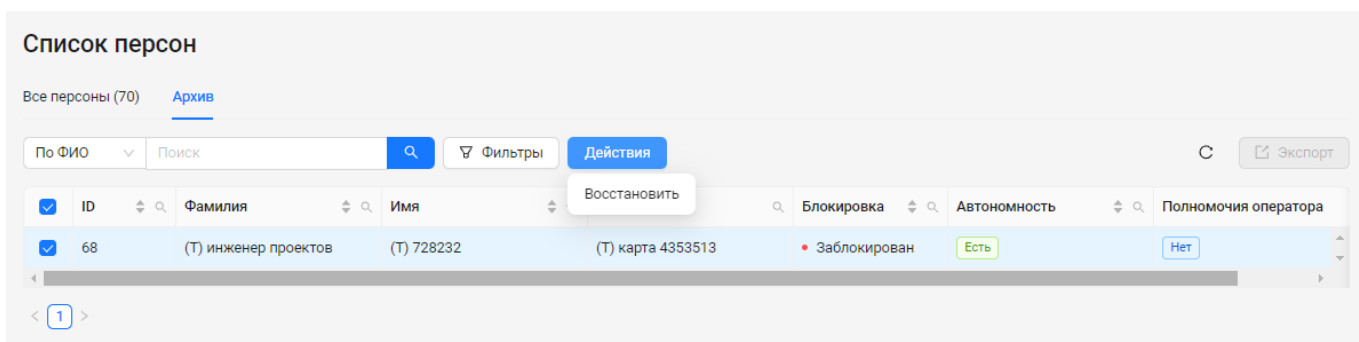 Список персон
Все персоны (70) Архив
По ФИО Поиск Фильтры Действия Экспорт
Восстановить
ID Фамилия Имя Блокировка Автономность Полномочия оператора
68 (Т) инженер проектов (Т) 728232 (Т) карта 4353513 Заблокирован Есть Нет
< 1 >